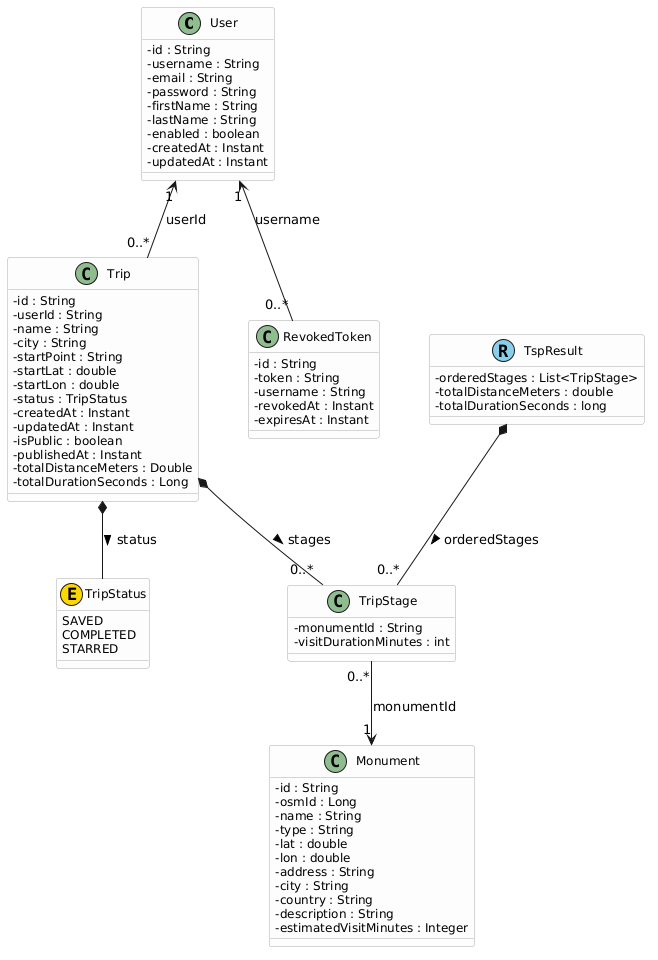 C User
-id : String
-username : String
-email : String
-password : String
-firstName : String
-lastName : String
-enabled : boolean
-createdAt : Instant
-updatedAt : Instant
1
1
userId
username
0..*
0..*
C Trip
-id : String
-userId : String
-name : String
-city : String
-startPoint : String
-startLat : double
-startLon : double
-status : TripStatus
-createdAt : Instant
-updatedAt : Instant
-isPublic : boolean
-publishedAt : Instant
-totalDistanceMeters : Double
-totalDurationSeconds : Long
C RevokedToken
-id : String
-token : String
-username : String
-revokedAt : Instant
-expiresAt : Instant
R TspResult
-orderedStages : List<TripStage>
-totalDistanceMeters : double
-totalDurationSeconds : long
status
stages
orderedStages
0..*
0..*
E TripStatus
SAVED
COMPLETED
STARRED
C TripStage
-monumentId : String
-visitDurationMinutes : int
0..*
monumentId
1
C Monument
-id : String
-osmId : Long
-name : String
-type : String
-lat : double
-lon : double
-address : String
-city : String
-country : String
-description : String
-estimatedVisitMinutes : Integer